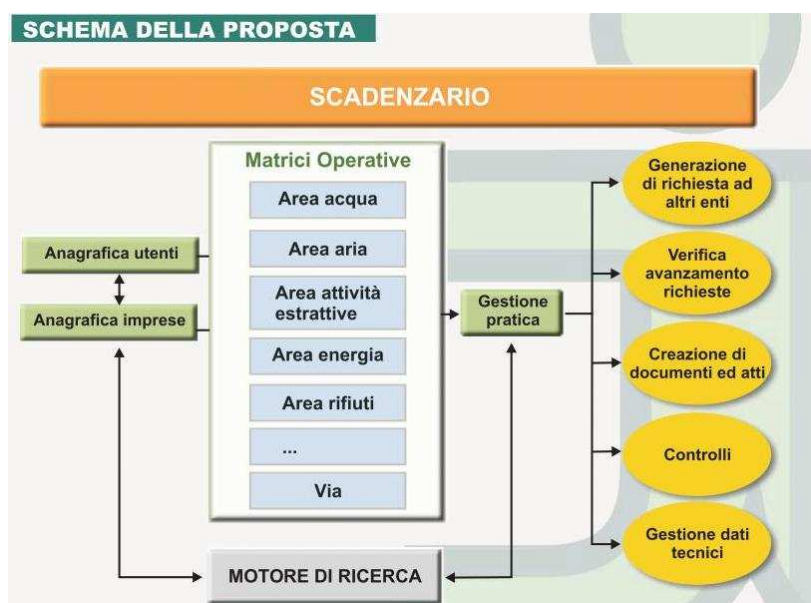 SCHEMA DELLA PROPOSTA
SCADENZARIO
Matrici Operative
Area acqua
Area aria
Area attività
estrattive
Area energia
Area rifiuti
...
Via
Anagrafica utenti
Anagrafica imprese
Gestione
pratica
Generazione
di richiesta ad
altri enti
Verifica
avanzamento
richieste
Creazione di
documenti ed atti
Controlli
Gestione dati
tecnici
MOTORE DI RICERCA